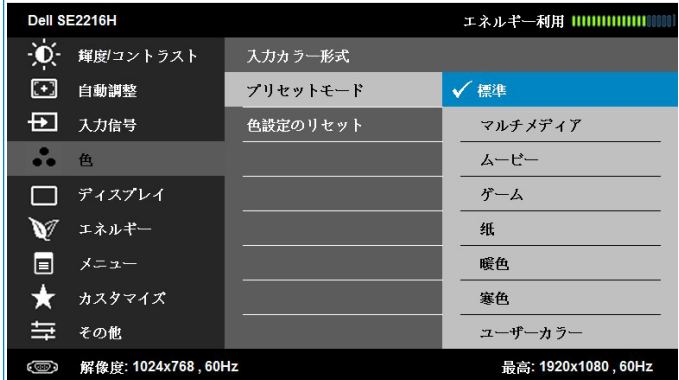 Dell SE2216H エネルギー利用
輝度/コントラスト 入力カラー形式
自動調整 プリセットモード 標準
入力信号 色設定のリセット マルチメディア
色 ムービー
ディスプレイ ゲーム
エネルギー 纸
メニュー 暖色
カスタマイズ 寒色
その他 ユーザーカラー
解像度: 1024x768 , 60Hz 最高: 1920x1080 , 60Hz